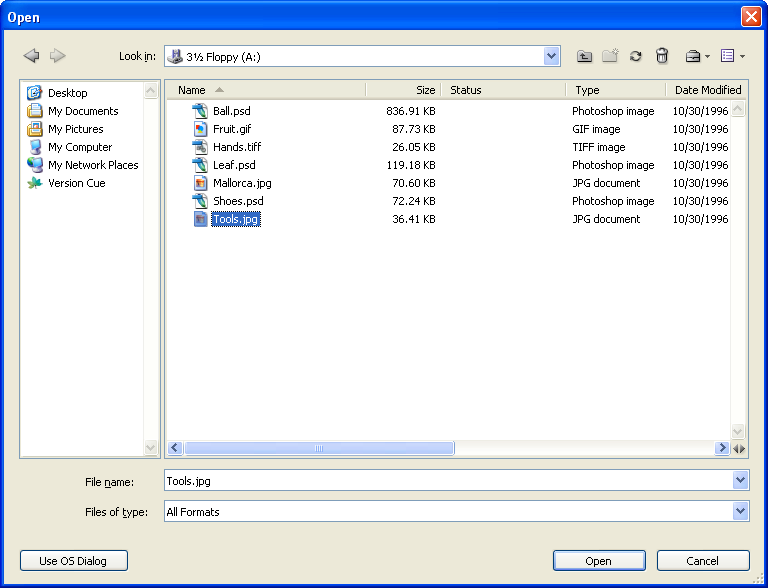 Open
Look in: 3½ Floppy (A:)
Desktop
My Documents
My Pictures
My Computer
My Network Places
Version Cue
Name Size Status Type Date Modified
Ball.psd 836.91 KB Photoshop image 10/30/1996
Fruit.gif 87.73 KB GIF image 10/30/1996
Hands.tiff 26.05 KB TIFF image 10/30/1996
Leaf.psd 119.18 KB Photoshop image 10/30/1996
Mallorca.jpg 70.60 KB JPG document 10/30/1996
Shoes.psd 72.24 KB Photoshop image 10/30/1996
Tools.jpg 36.41 KB JPG document 10/30/1996
File name: Tools.jpg
Files of type: All Formats
Use OS Dialog Open Cancel